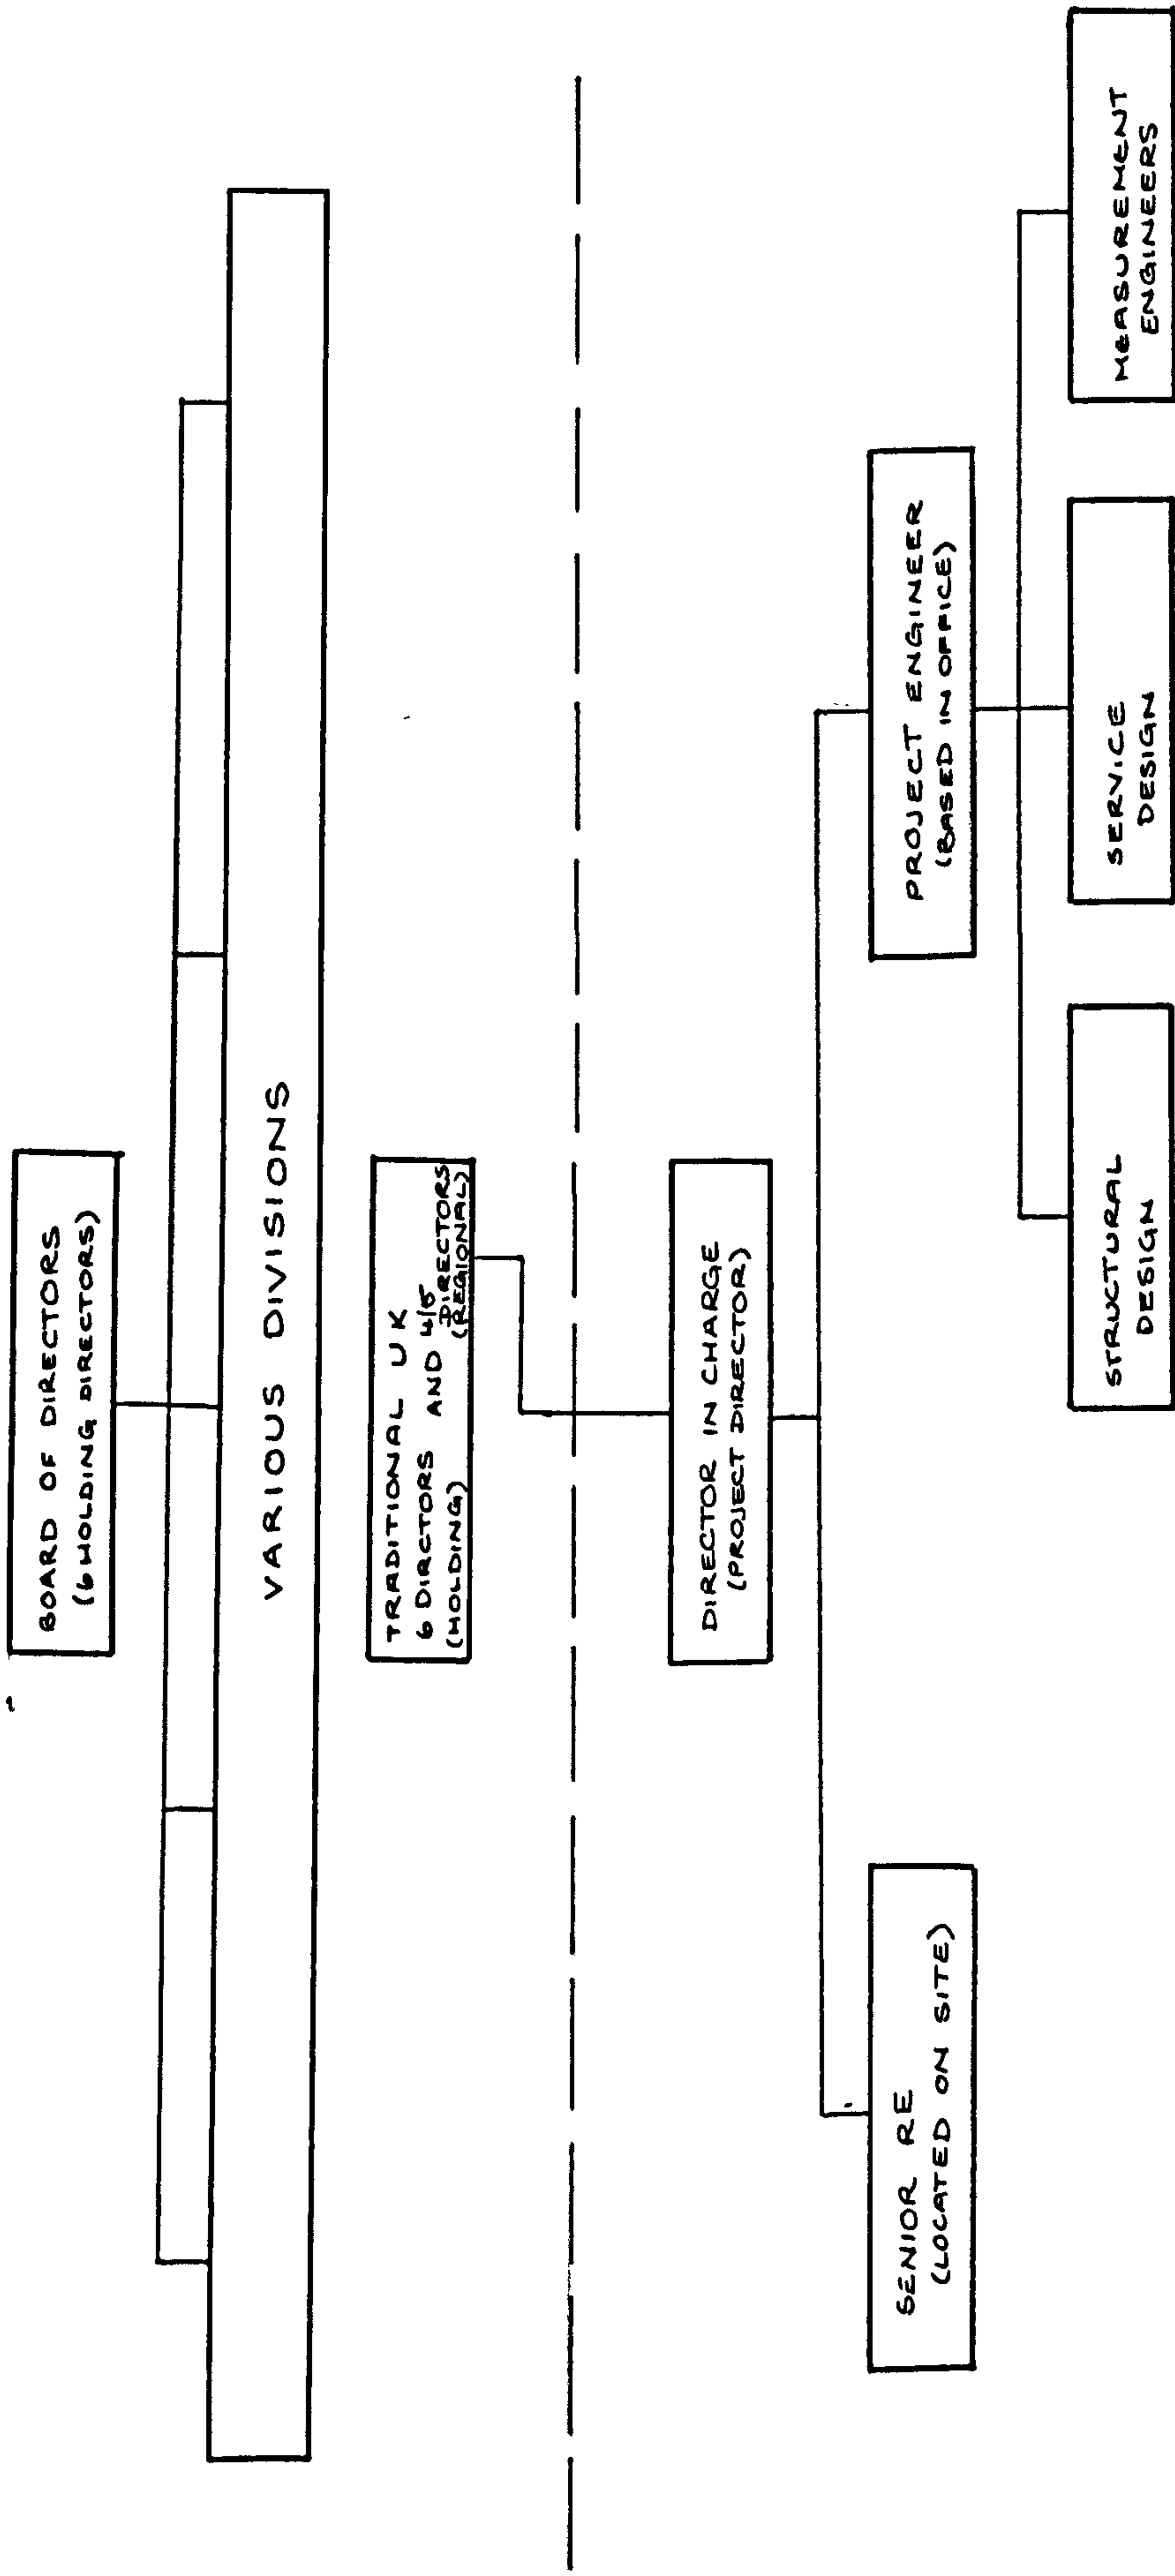 BOARD OF DIRECTORS
(6 HOLDING DIRECTORS)
VARIOUS DIVISIONS
TRADITIONAL UK
6 DIRCTORS AND 4/5 DIRECTORS
(HOLDING) (REGIONAL)
DIRECTOR IN CHARGE
(PROJECT DIRECTOR)
SENIOR RE
(LOCATED ON SITE)
PROJECT ENGINEER
(BASED IN OFFICE)
STRUCTURAL
DESIGN
SERVICE
DESIGN
MEASUREMENT
ENGINEERS